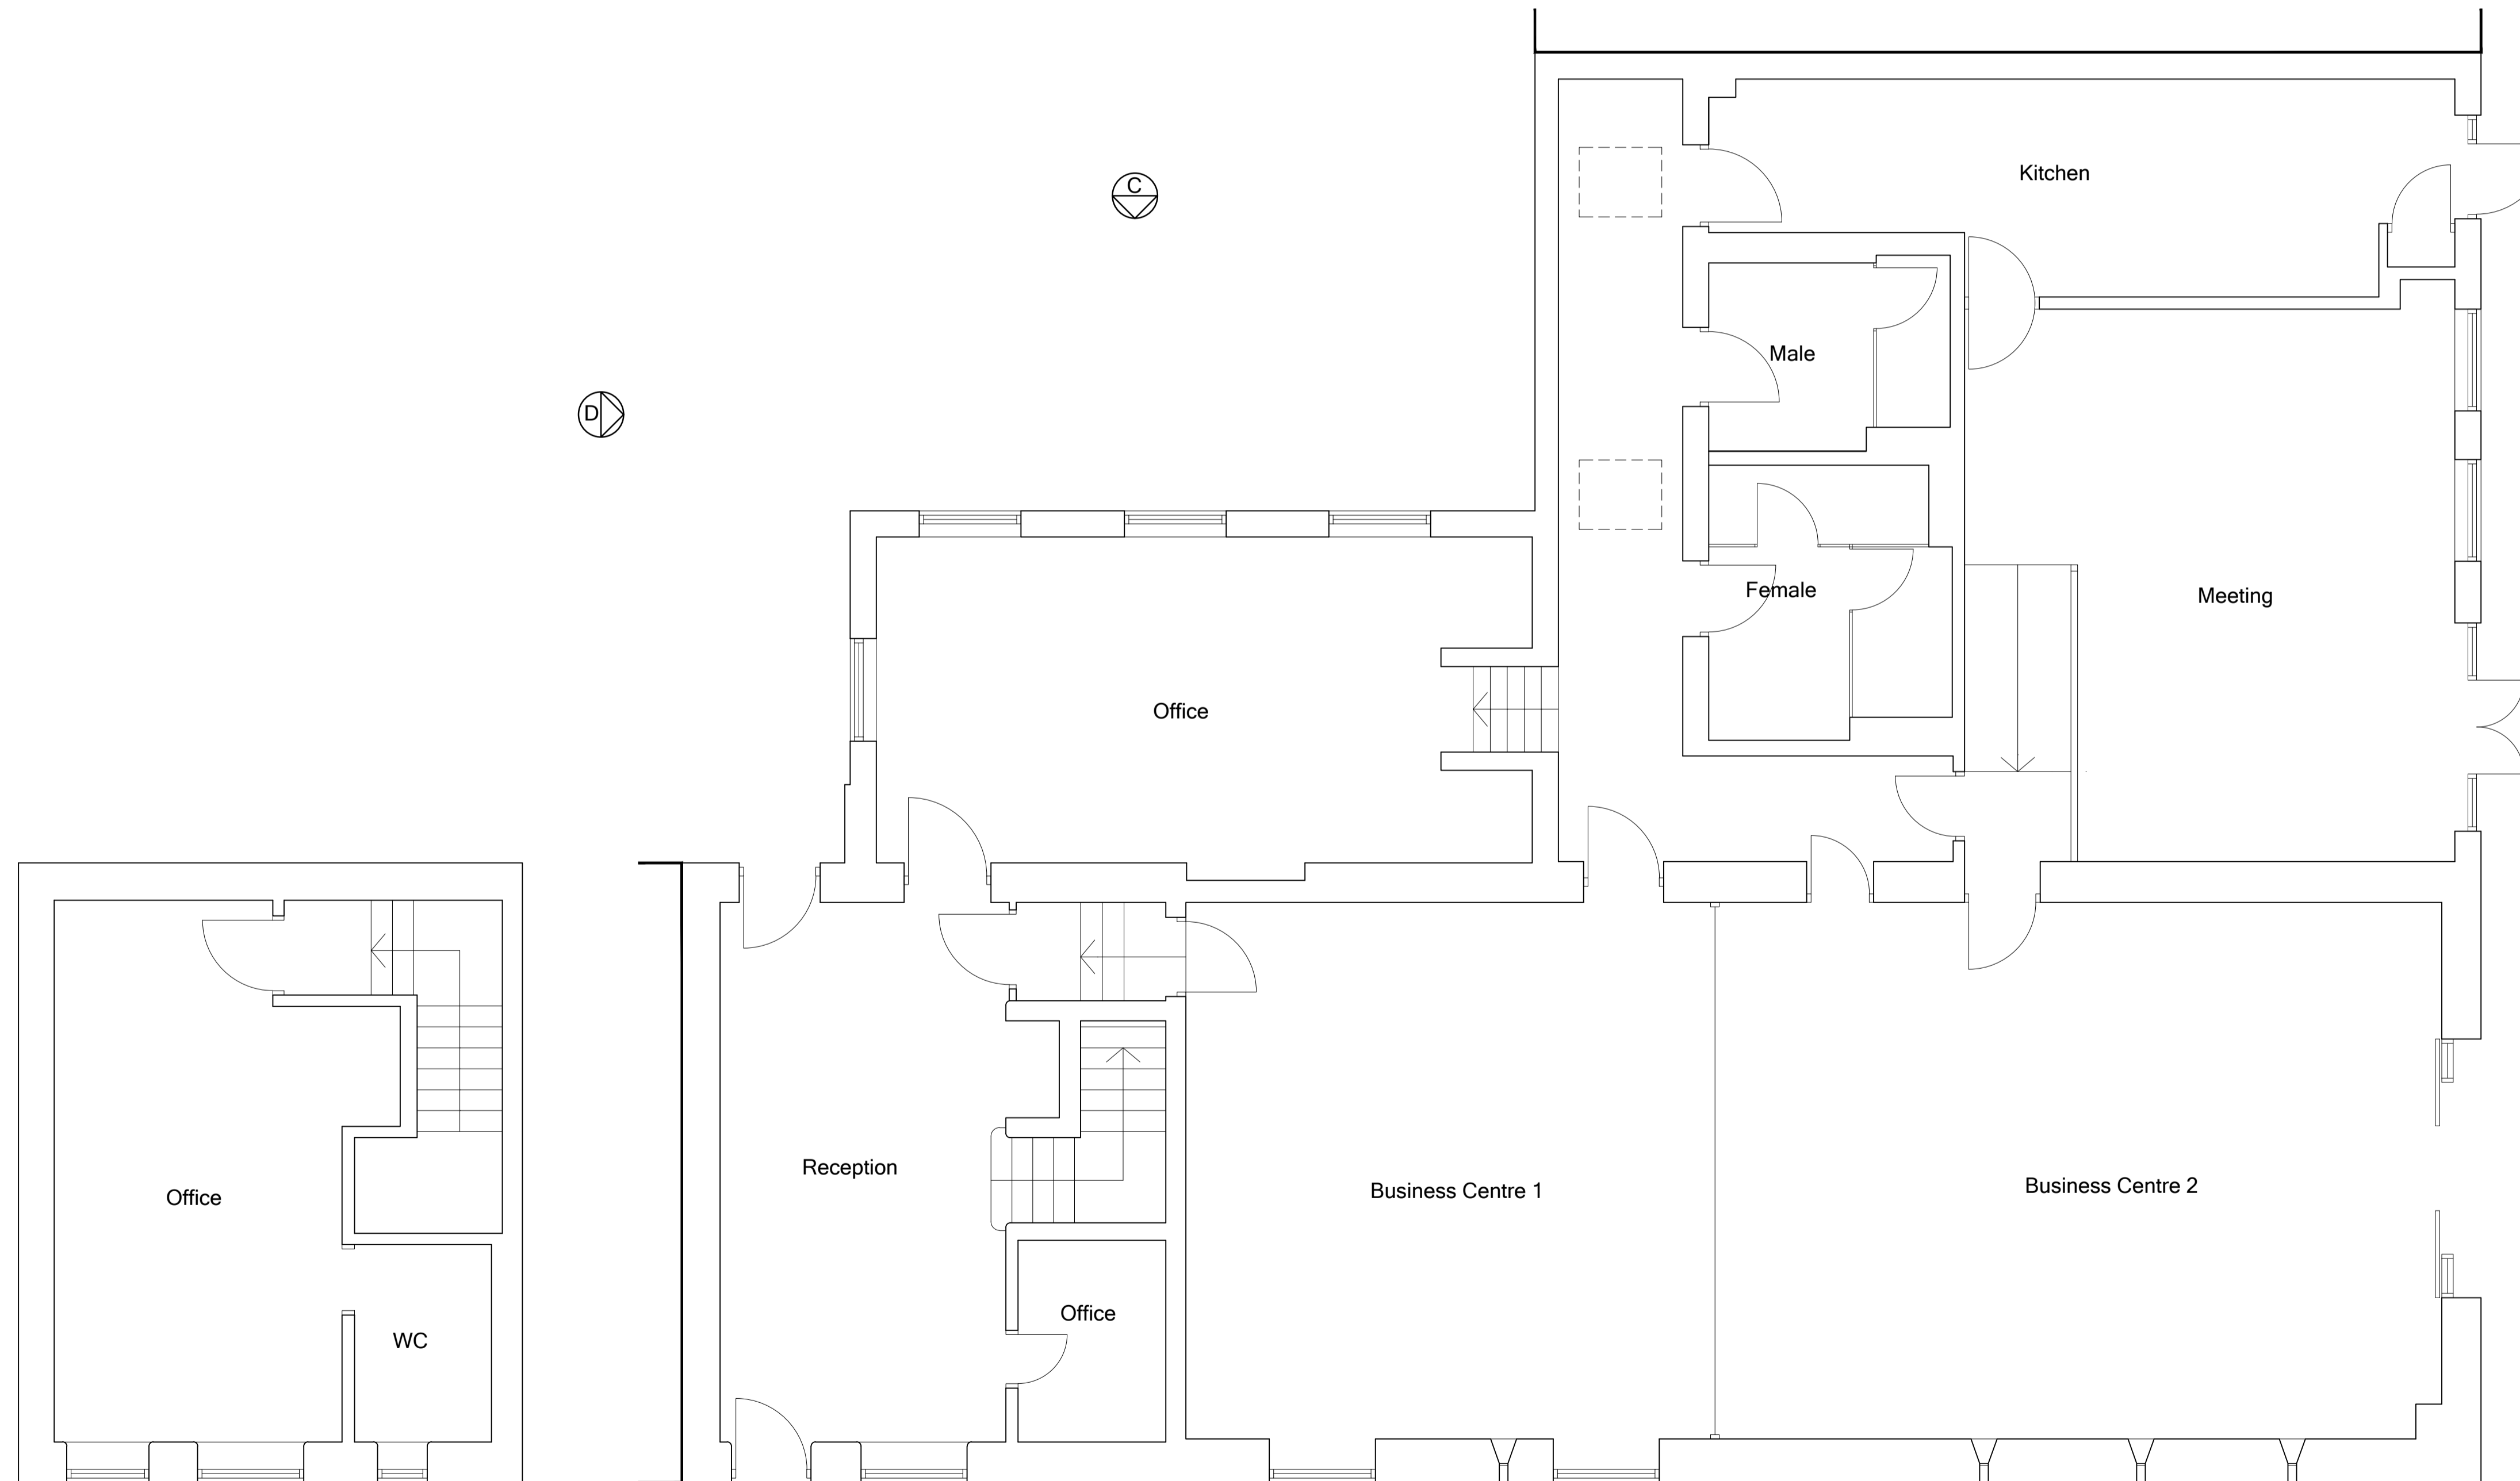 C
Kitchen
Male
D
Female
Meeting
Office
Reception
Business Centre 1
Business Centre 2
Office
Office
WC